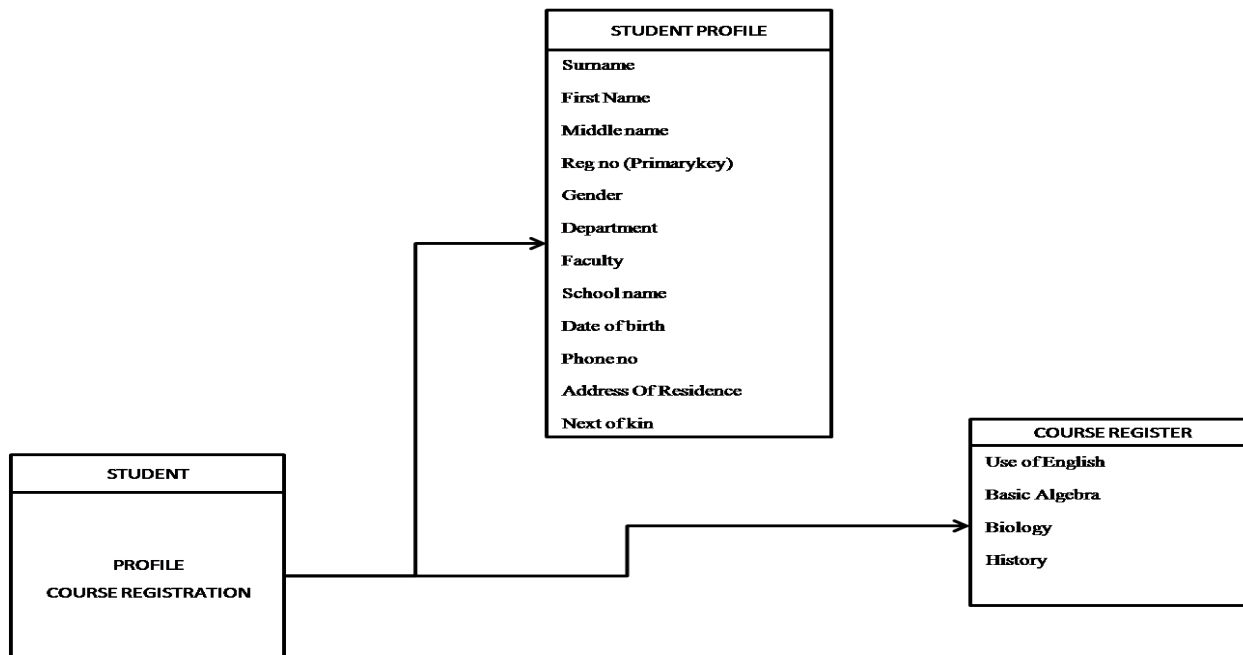 STUDENT PROFILE
Surname
First Name
Middle name
Reg no (Primarykey)
Gender
Department
Faculty
School name
Date of birth
Phone no
Address Of Residence
Next of kin
COURSE REGISTER
Use of English
Basic Algebra
Biology
History
STUDENT
PROFILE
COURSE REGISTRATION